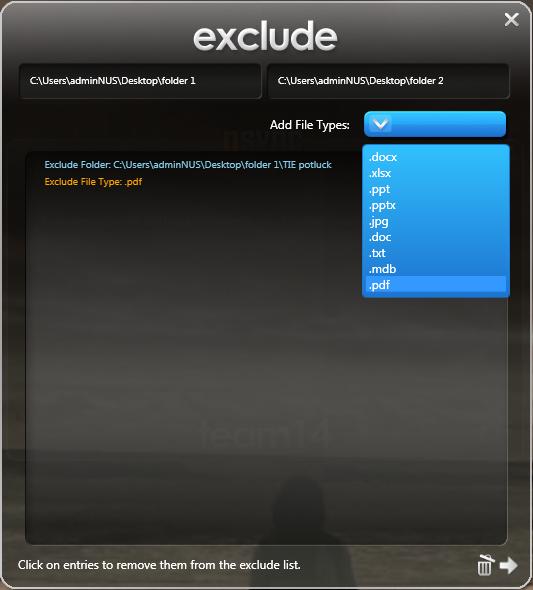 exclude
C:\Users\adminNUS\Desktop\folder 1
C:\Users\adminNUS\Desktop\folder 2
nsync
Add File Types:
.docx
.xlsx
.ppt
.pptx
.jpg
.doc
.txt
.mdb
.pdf
Exclude Folder: C:\Users\adminNUS\Desktop\folder 1\TIE potluck
Exclude File Type: .pdf
team14
Click on entries to remove them from the exclude list.